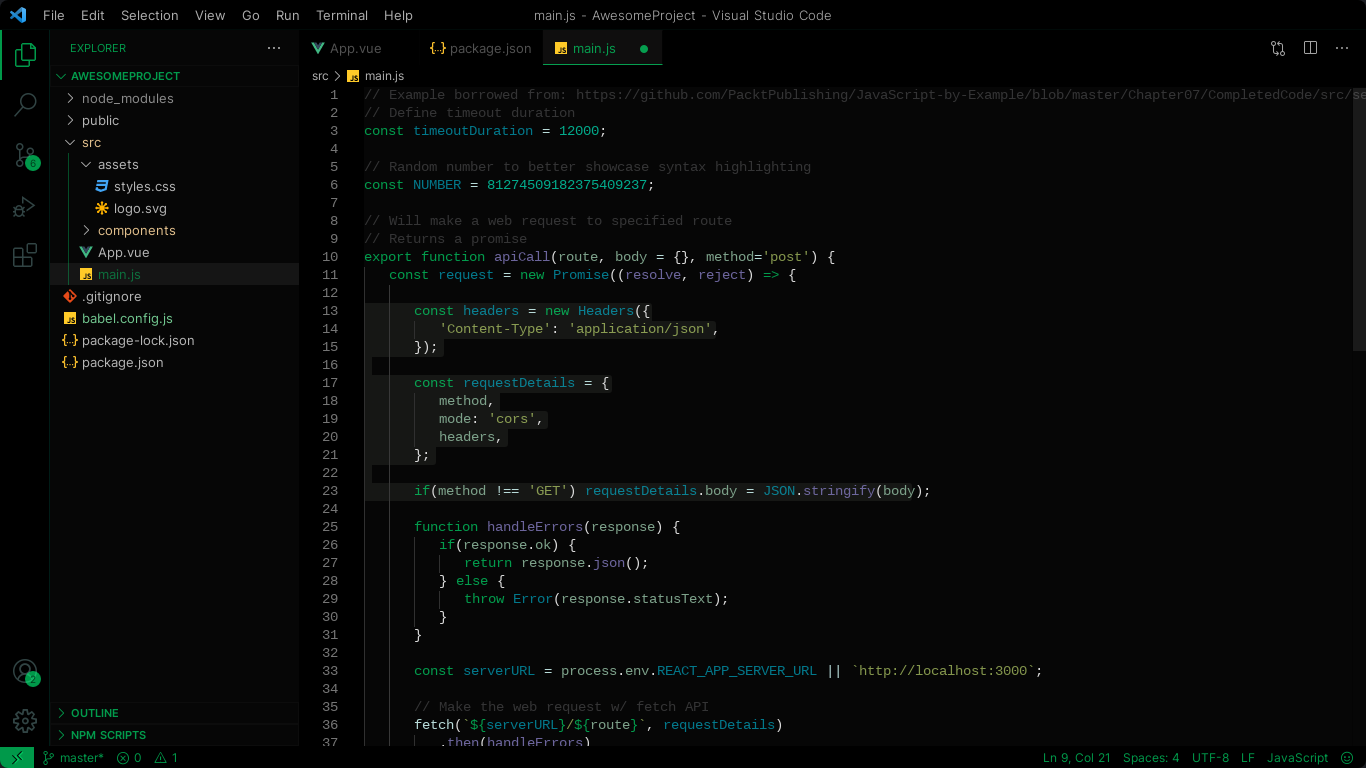 File Edit Selection View Go Run Terminal Help
main.js - AwesomeProject - Visual Studio Code
EXPLORER
AWESOMEPROJECT
node_modules
public
src
assets
styles.css
logo.svg
components
App.vue
main.js
.gitignore
babel.config.js
package-lock.json
package.json
OUTLINE
NPM SCRIPTS
6
2
App.vue package.json main.js
src > JS main.js
1 // Example borrowed from: https://github.com/PacktPublishing/JavaScript-by-Example/blob/master/Chapter07/CompletedCode/src/se
2 // Define timeout duration
3 const timeoutDuration = 12000;
4
5 // Random number to better showcase syntax highlighting
6 const NUMBER = 81274509182375409237;
7
8 // Will make a web request to specified route
9 // Returns a promise
10 export function apiCall(route, body = {}, method='post') {
11 const request = new Promise((resolve, reject) => {
12
13 const headers = new Headers({
14 'Content-Type': 'application/json',
15 });
16
17 const requestDetails = {
18 method,
19 mode: 'cors',
20 headers,
21 };
22
23 if(method !== 'GET') requestDetails.body = JSON.stringify(body);
24
25 function handleErrors(response) {
26 if(response.ok) {
27 return response.json();
28 } else {
29 throw Error(response.statusText);
30 }
31 }
32
33 const serverURL = process.env.REACT_APP_SERVER_URL || `http://localhost:3000`;
34
35 // Make the web request w/ fetch API
36 fetch(`${serverURL}/${route}`, requestDetails)
37 .then(handleErrors)
master* 0 1 Ln 9, Col 21 Spaces: 4 UTF-8 LF JavaScript